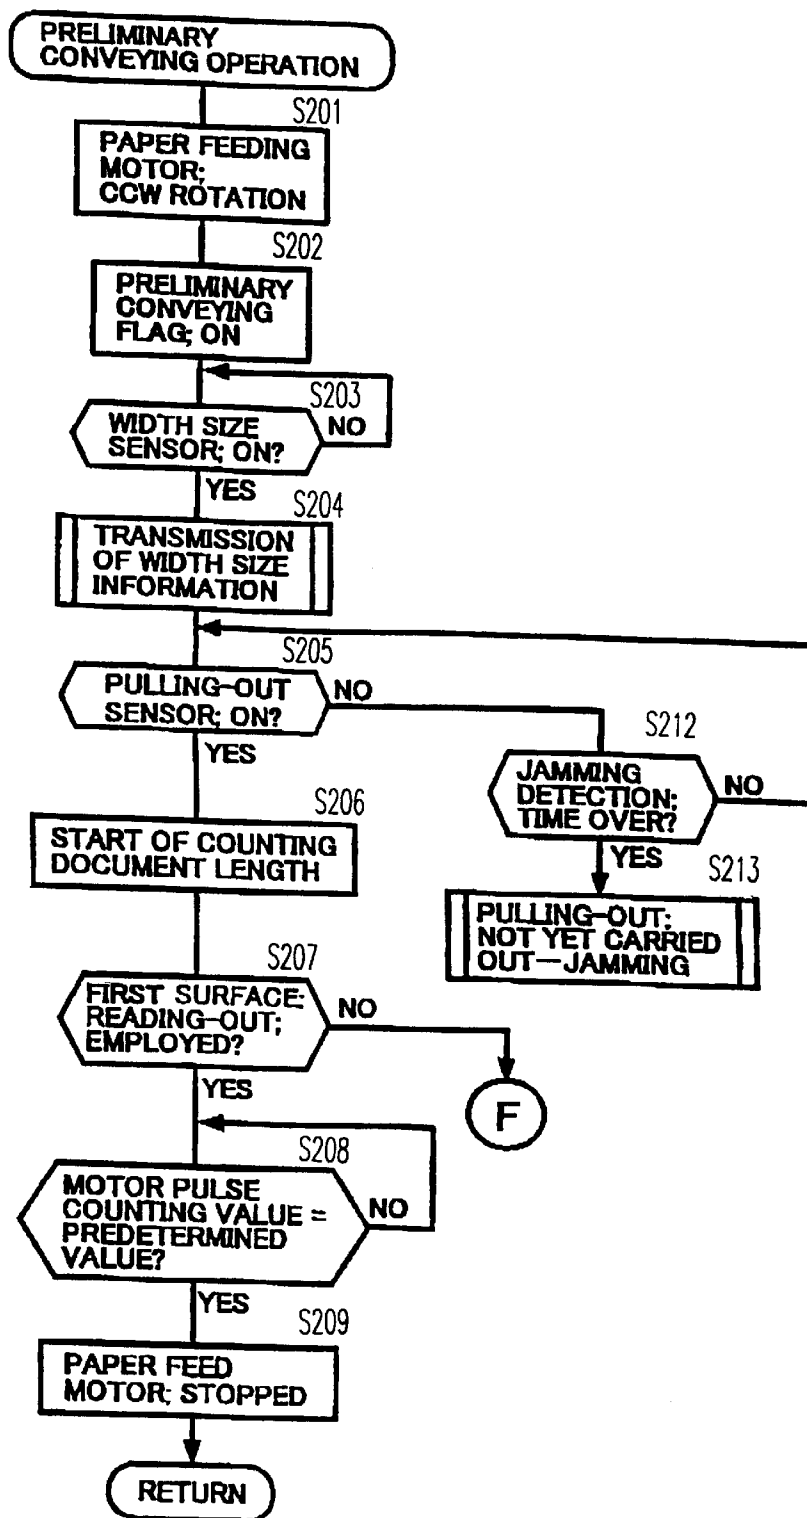 PRELIMINARY
CONVEYING OPERATION
S201
PAPER FEEDING
MOTOR;
CCW ROTATION
S202
PRELIMINARY
CONVEYING
FLAG; ON
S203
WIDTH SIZE
SENSOR; ON?
NO
YES
S204
TRANSMISSION
OF WIDTH SIZE
INFORMATION
S205
PULLING-OUT
SENSOR; ON?
NO
YES
S212
JAMMING
DETECTION;
TIME OVER?
NO
YES
S213
PULLING-OUT;
NOT YET CARRIED
OUT-JAMMING
S206
START OF COUNTING
DOCUMENT LENGTH
S207
FIRST SURFACE;
READING-OUT;
EMPLOYED?
NO
YES
F
S208
MOTOR PULSE
COUNTING VALUE =
PREDETERMINED
VALUE?
NO
YES
S209
PAPER FEED
MOTOR; STOPPED
RETURN